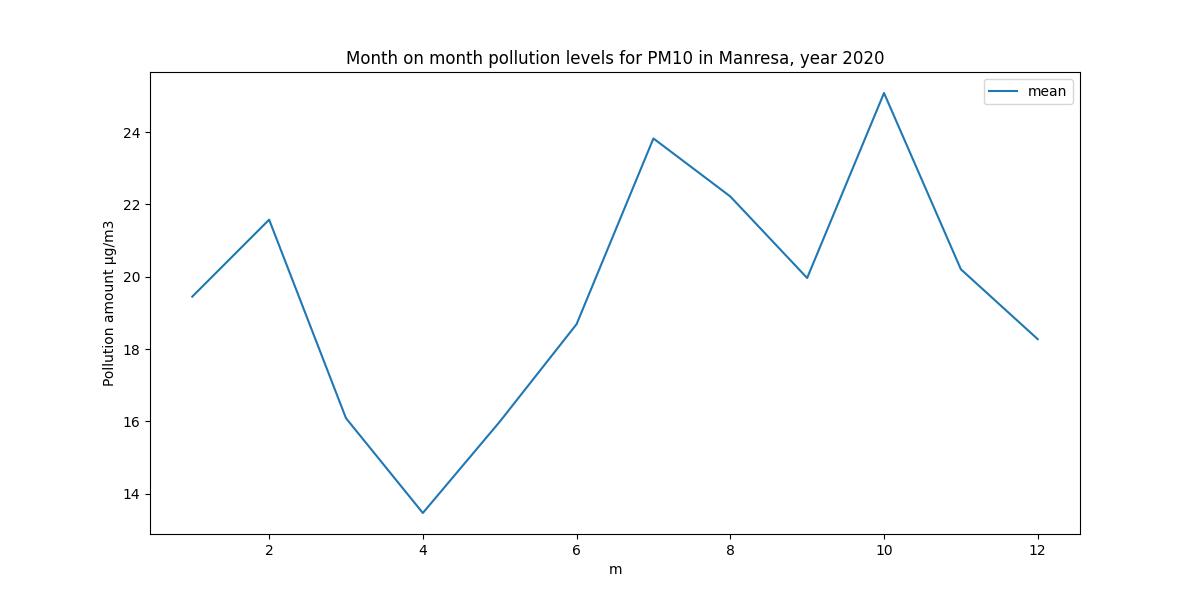 Month on month pollution levels for PM10 in Manresa, year 2020
mean
Pollution amount µg/m3
24
22
20
18
16
14
2 4 6 8 10 12
m